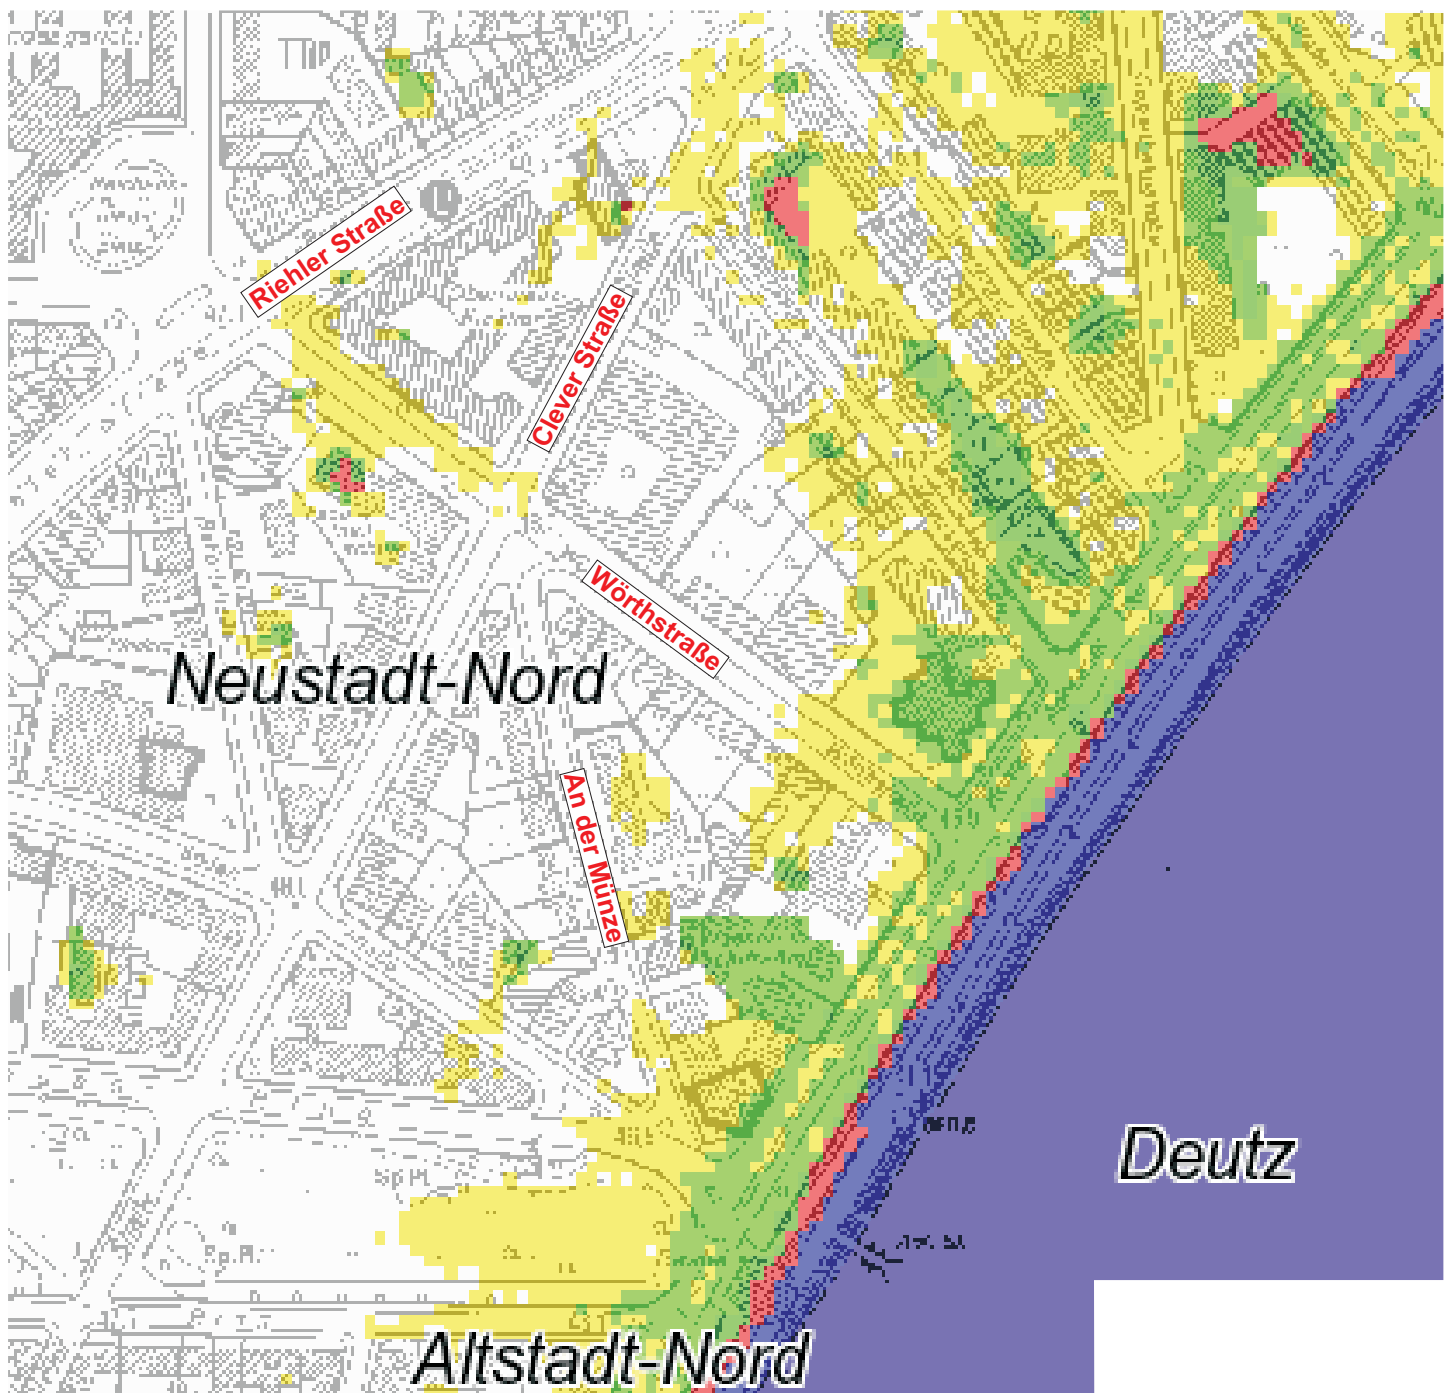 Riehler Straße
Clever Straße
Wörthstraße
Neustadt-Nord
An der Münze
Deutz
Altstadt-Nord